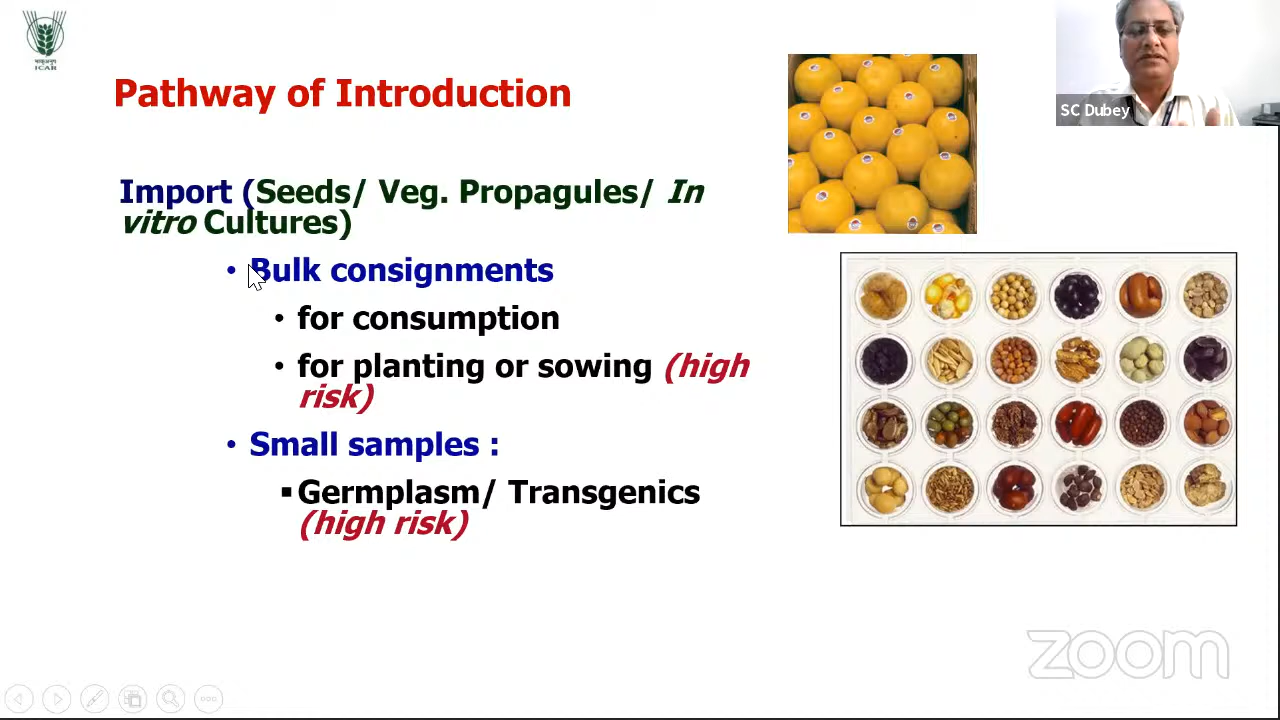 ICAR
Pathway of Introduction
SC Dubey
Import (Seeds/ Veg. Propagules/ In
vitro Cultures)
• Bulk consignments
• for consumption
• for planting or sowing (high
risk)
• Small samples :
▪ Germplasm/ Transgenics
(high risk)
zoom